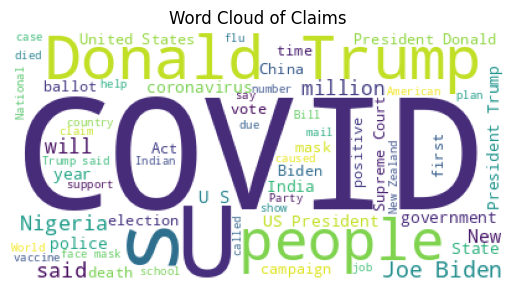 Word Cloud of Claims
case
United States
flu
President Donald
died
Donald Trump
time
National
China
help
coronavirus
number
American
plan
ballot
say
vote
million
country
claim
due
Bill
mail
mask
COVID
will
Act
Trump said
Indian
year
support
Biden
caused
India
Party
show
positive
Supreme Court
New Zealand
first
President Trump
U S
Nigeria
election
called
US President
government
police
S
U
people
New
World
State
vaccine
face mask
said
death
school
campaign
job
Joe Biden